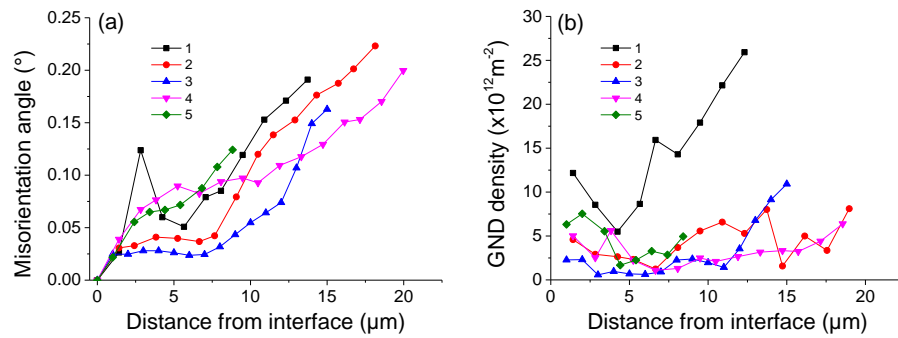 (a)
0.25
0.20
0.15
0.10
0.05
0.00
Misorientation angle (°)
1
2
3
4
5
0 5 10 15 20
Distance from interface (µm)
(b)
30
25
20
15
10
5
0
GND density (x10¹²m⁻²)
1
2
3
4
5
0 5 10 15 20
Distance from interface (µm)